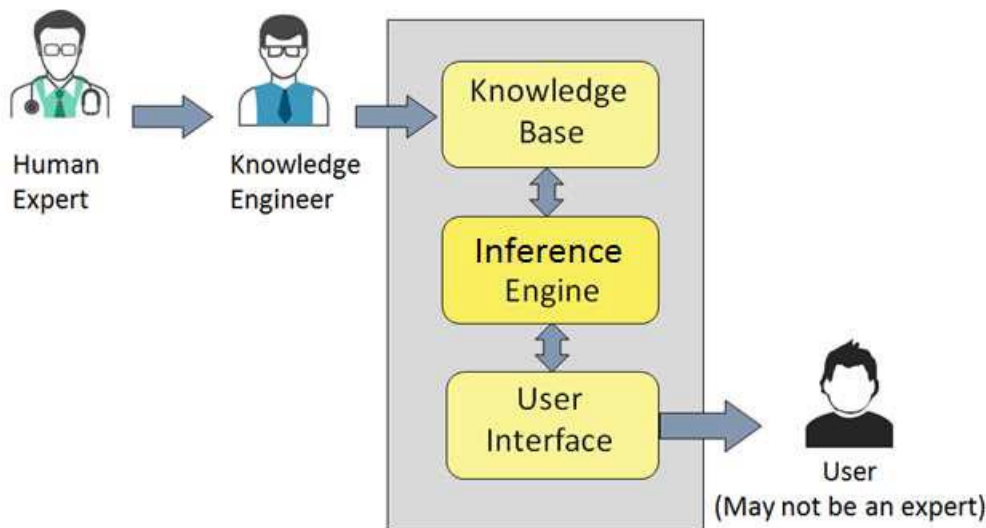 Human
Expert
Knowledge
Engineer
Knowledge
Base
Inference
Engine
User
Interface
User
(May not be an expert)